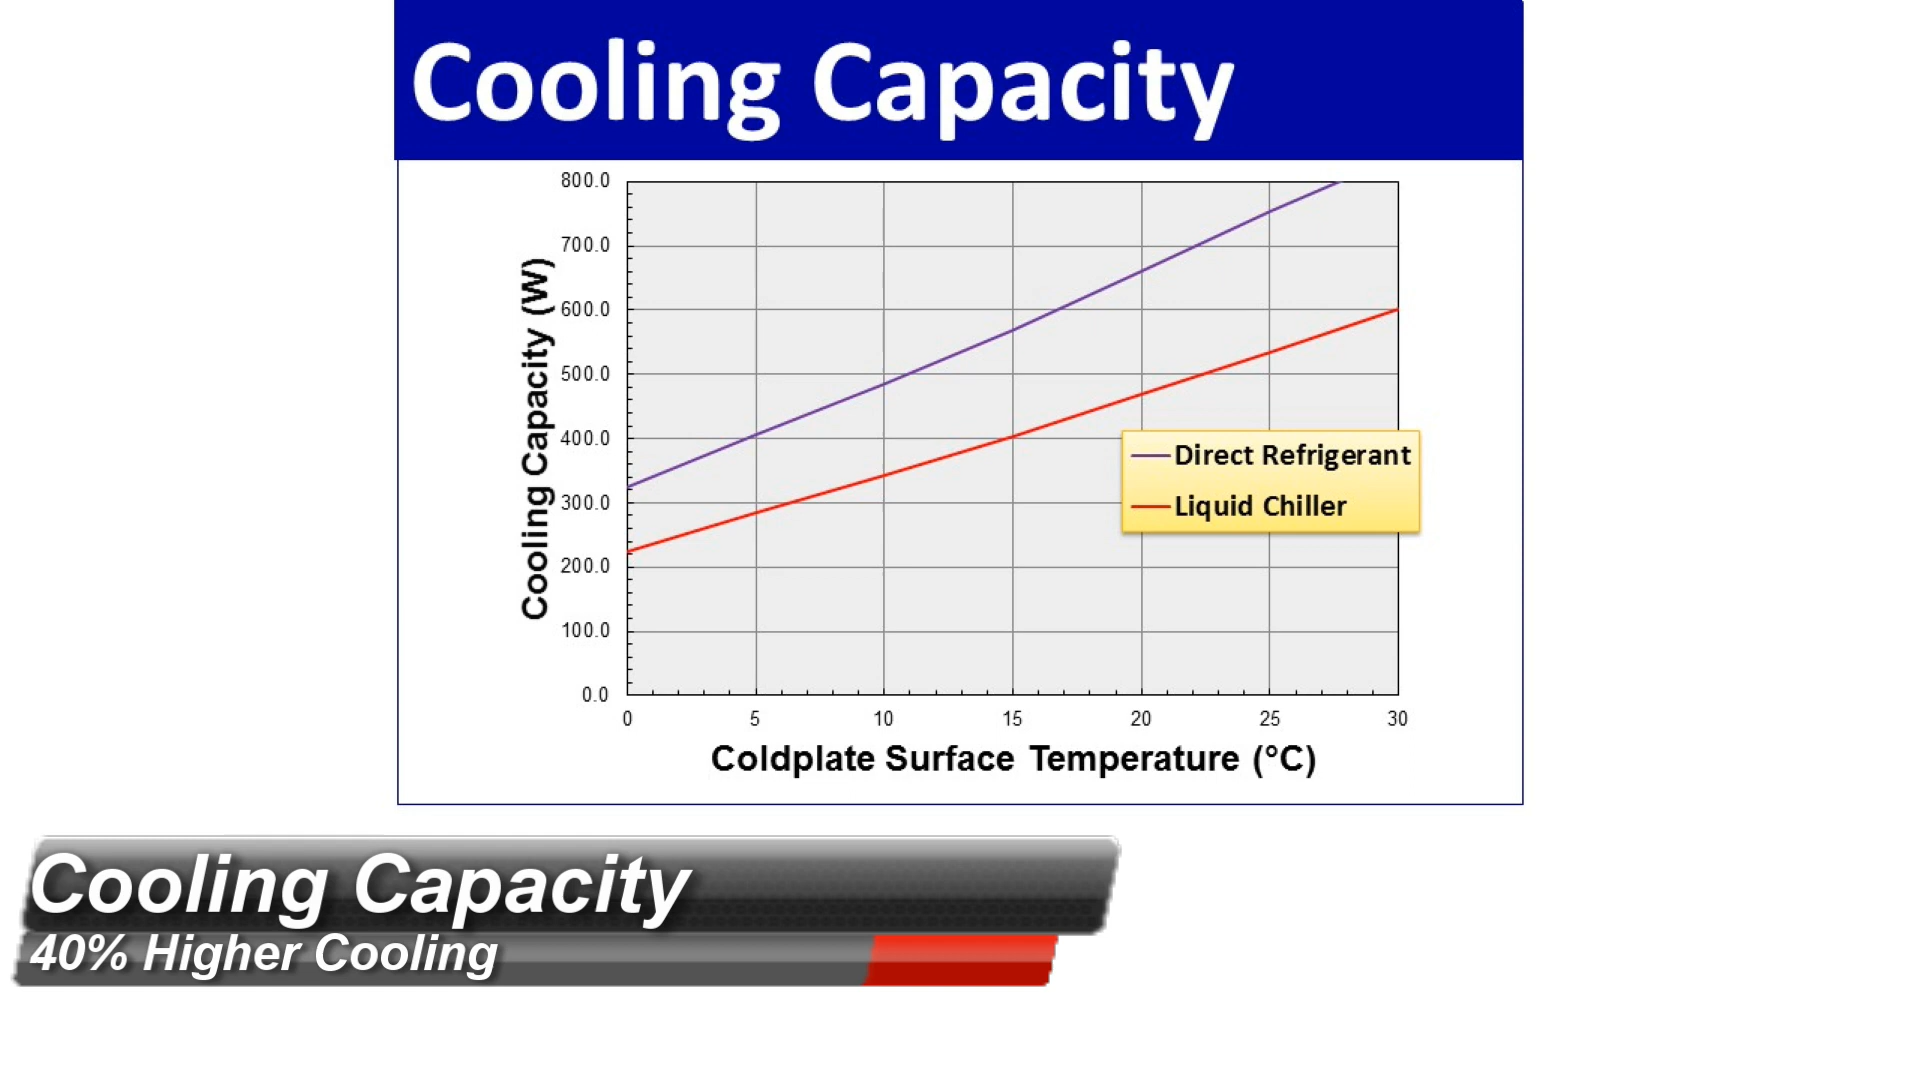 Cooling Capacity
800.0
700.0
600.0
500.0
400.0
300.0
200.0
100.0
0.0
Cooling Capacity (W)
Direct Refrigerant
Liquid Chiller
0 5 10 15 20 25 30
Coldplate Surface Temperature (°C)
Cooling Capacity
40% Higher Cooling